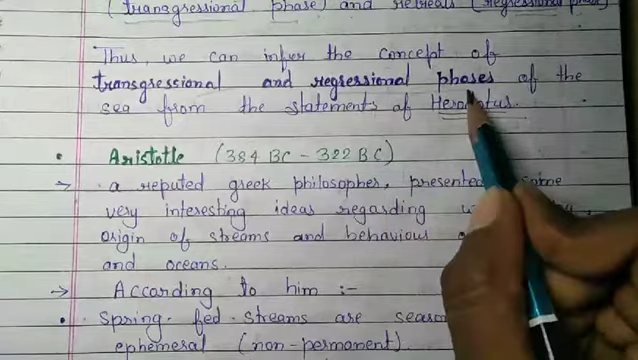 (transgressional phase) and retreats (regressional phase)
Thus, we can infer the concept of
transgressional and regressional phases of the
sea from the statements of Herodotus.
• Aristotle (384 BC - 322 BC)
→ a reputed greek philosopher, presented some
very interesting ideas regarding
origin of streams and behaviour
and oceans.
→ According to him :-
• Spring-fed-streams are
ephemeral (non-permanent)